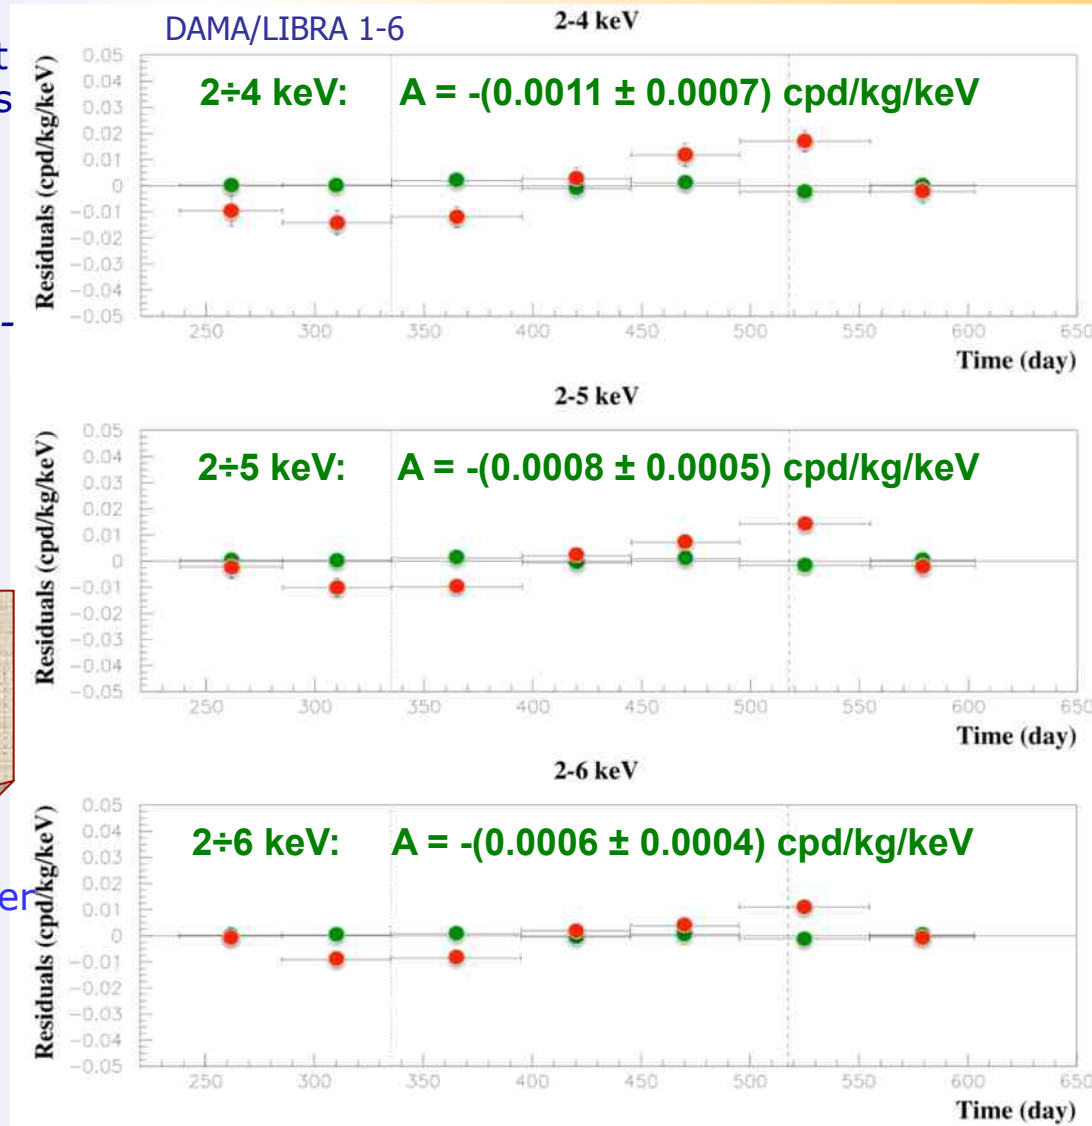 DAMA/LIBRA 1-6
t
s
-
er
2-4 keV
2÷4 keV: A = -(0.0011 ± 0.0007) cpd/kg/keV
Residuals (cpd/kg/keV)
0.05
0.04
0.03
0.02
0.01
0
−0.01
−0.02
−0.03
−0.04
−0.05
250 300 350 400 450 500 550 600 650
Time (day)
2-5 keV
2÷5 keV: A = -(0.0008 ± 0.0005) cpd/kg/keV
Residuals (cpd/kg/keV)
0.05
0.04
0.03
0.02
0.01
0
−0.01
−0.02
−0.03
−0.04
−0.05
250 300 350 400 450 500 550 600 650
Time (day)
2-6 keV
2÷6 keV: A = -(0.0006 ± 0.0004) cpd/kg/keV
Residuals (cpd/kg/keV)
0.05
0.04
0.03
0.02
0.01
0
−0.01
−0.02
−0.03
−0.04
−0.05
250 300 350 400 450 500 550 600 650
Time (day)